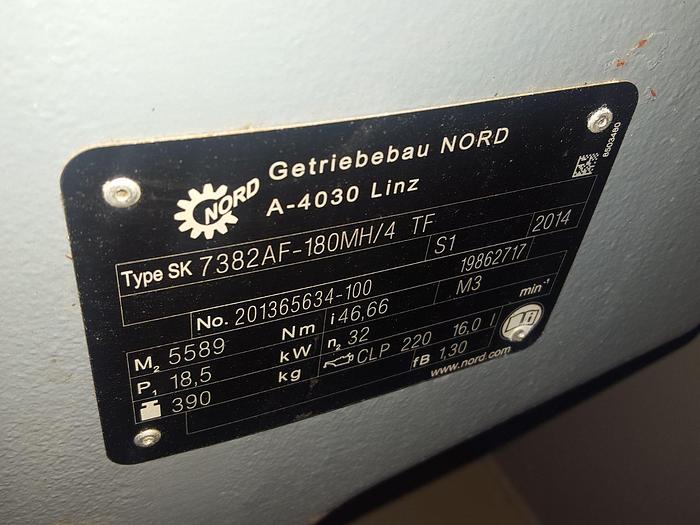 NORD
Getriebebau NORD
A-4030 Linz
8503480
Type SK 7382AF-180MH/4 TF
S1 2014
No. 201365634-100 19862717
M₂ 5589 Nm i 46,66 M3
P₁ 18,5 kW n₂ 32 min⁻¹
390 kg CLP 220 16,0 l
fB 1,30
www.nord.com